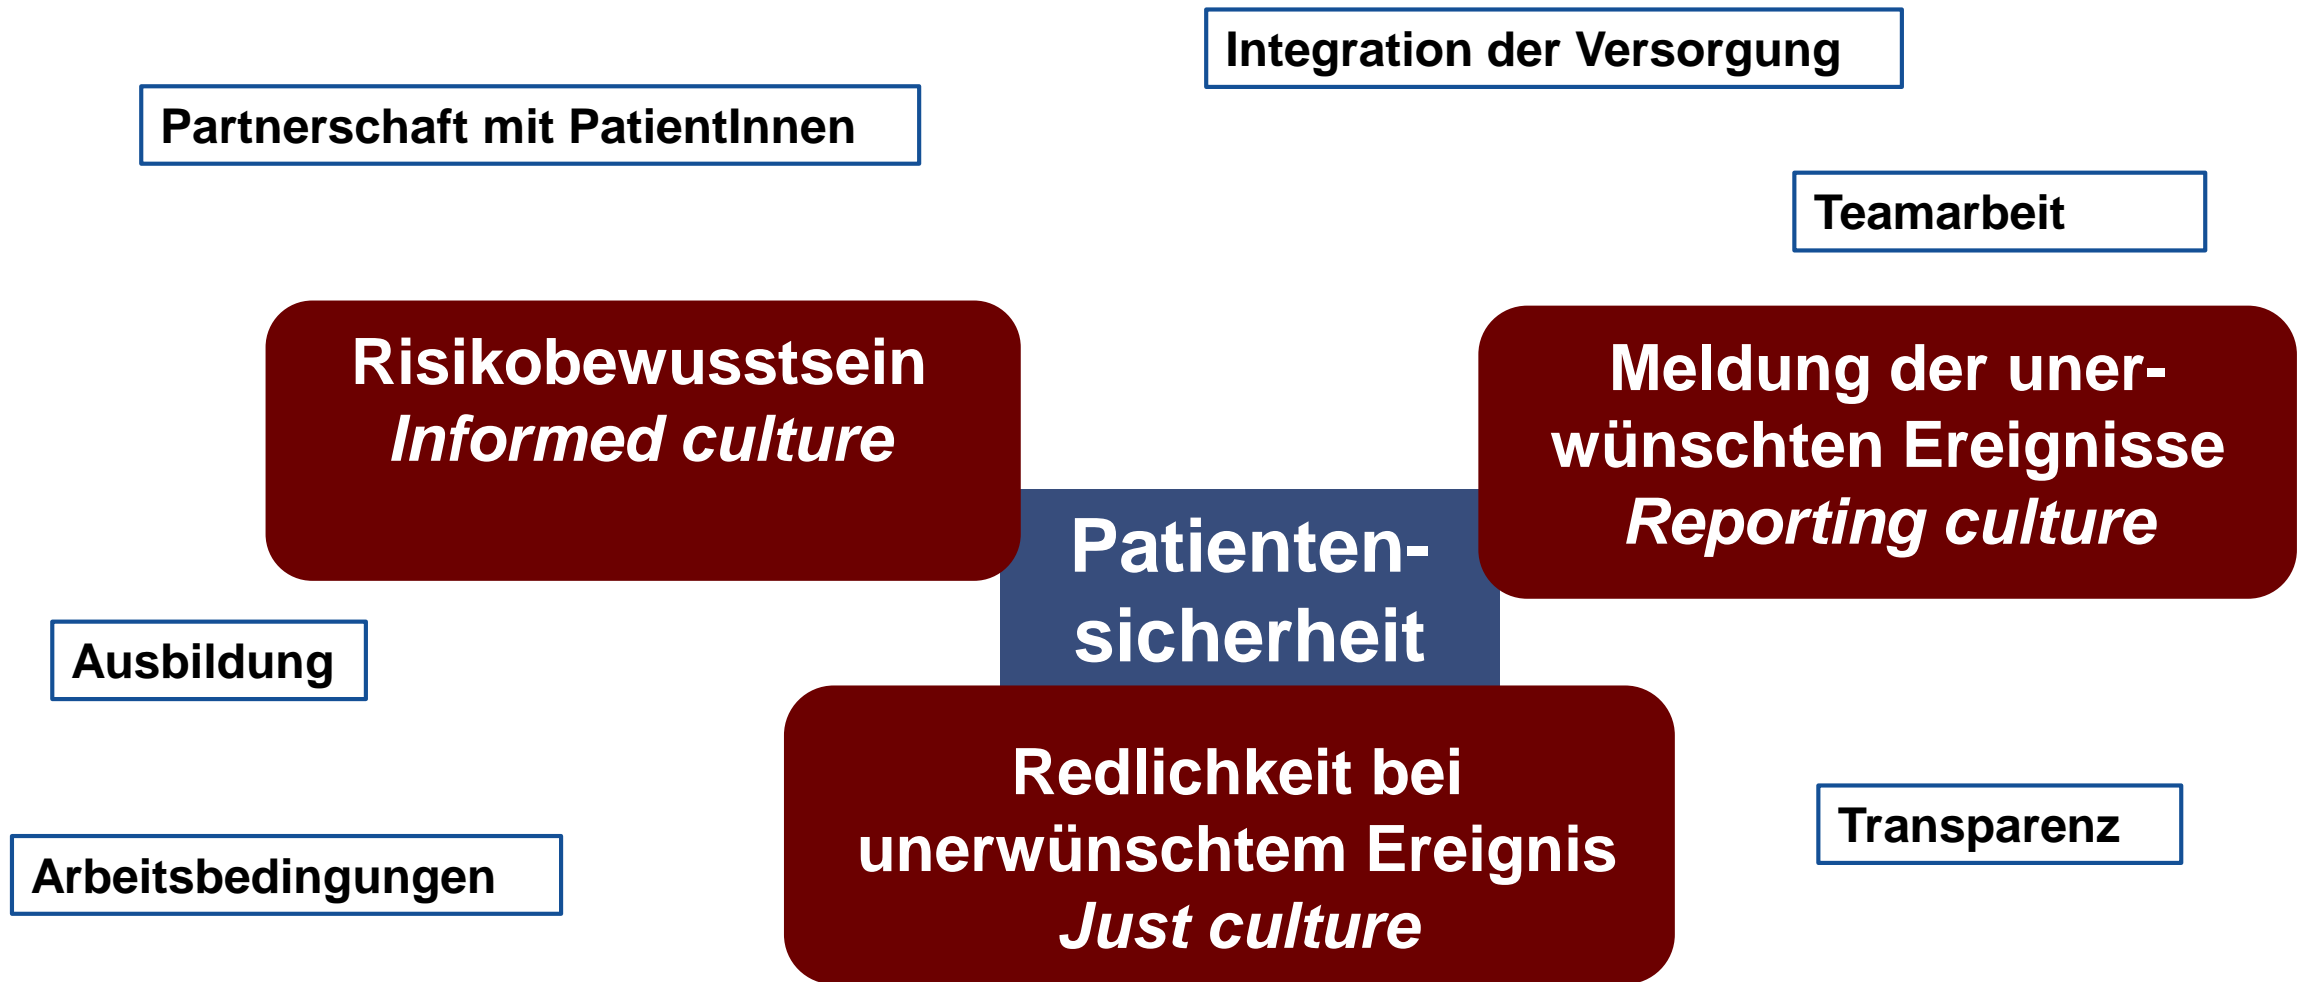 Integration der Versorgung
Partnerschaft mit PatientInnen
Teamarbeit
Risikobewusstsein
Informed culture
Meldung der uner-
wünschten Ereignisse
Reporting culture
Patienten-
sicherheit
Ausbildung
Redlichkeit bei
unerwünschtem Ereignis
Just culture
Transparenz
Arbeitsbedingungen